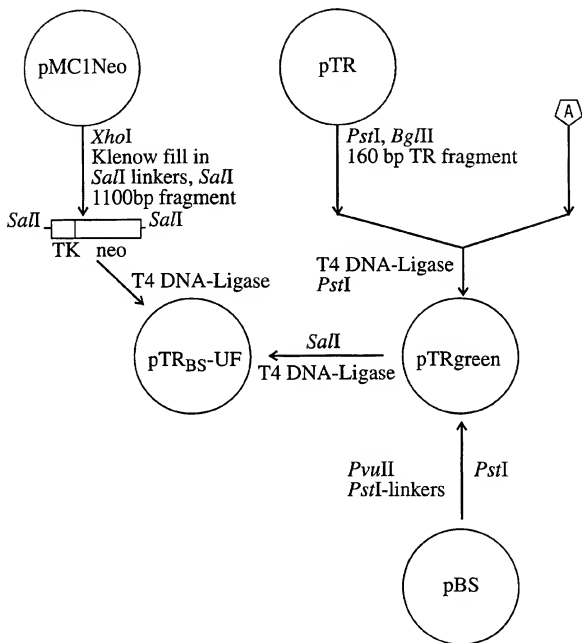 pMC1Neo
pTR
A
XhoI
Klenow fill in
SalI linkers, SalI
1100bp fragment
PstI, BglII
160 bp TR fragment
SalI
SalI
TK neo
T4 DNA-Ligase
T4 DNA-Ligase
PstI
pTRBS-UF
SalI
T4 DNA-Ligase
pTRgreen
PvuII
PstI-linkers
PstI
pBS